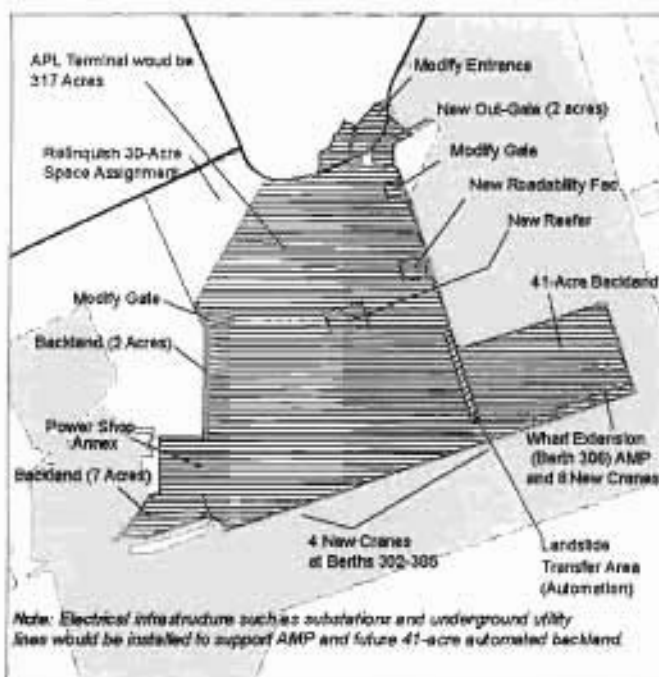 APL Terminal woud be
317 Acres
Modify Entrance
New Out-Gate (2 acres)
Modify Gate
Relinquish 30-Acre
Space Assignment
New Roadability Fac
New Reefer
41-Acre Backland
Modify Gate
Backland (2 Acres)
Power Shop
Annex
Backland (7 Acres)
Wharf Extension
(Berth 306) AMP
and 8 New Cranes
4 New Cranes
at Berths 302-305
Landside
Transfer Area
(Automation)
Note: Electrical infrastructure such as substations and underground utility
lines would be installed to support AMP and future 41-acre automated backland.